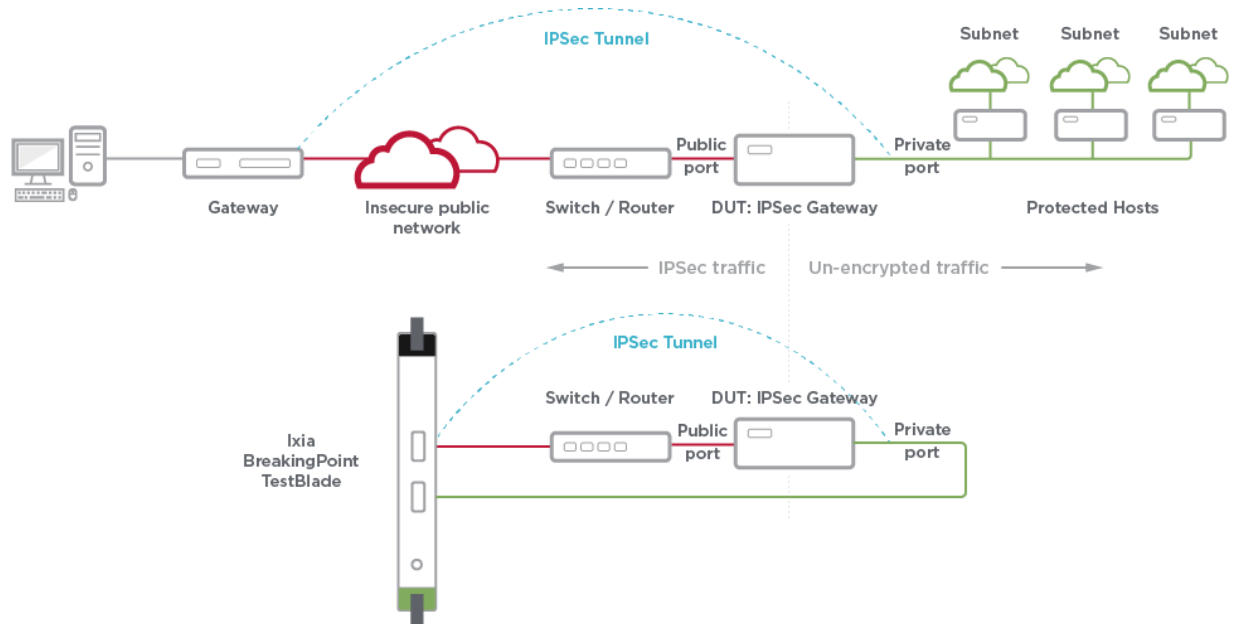 IPSec Tunnel
Subnet
Subnet
Subnet
Public
port
Private
port
Gateway
Insecure public
network
Switch / Router
DUT: IPSec Gateway
Protected Hosts
IPSec traffic
Un-encrypted traffic
IPSec Tunnel
Switch / Router
DUT: IPSec Gateway
Ixia
BreakingPoint
TestBlade
Public
port
Private
port